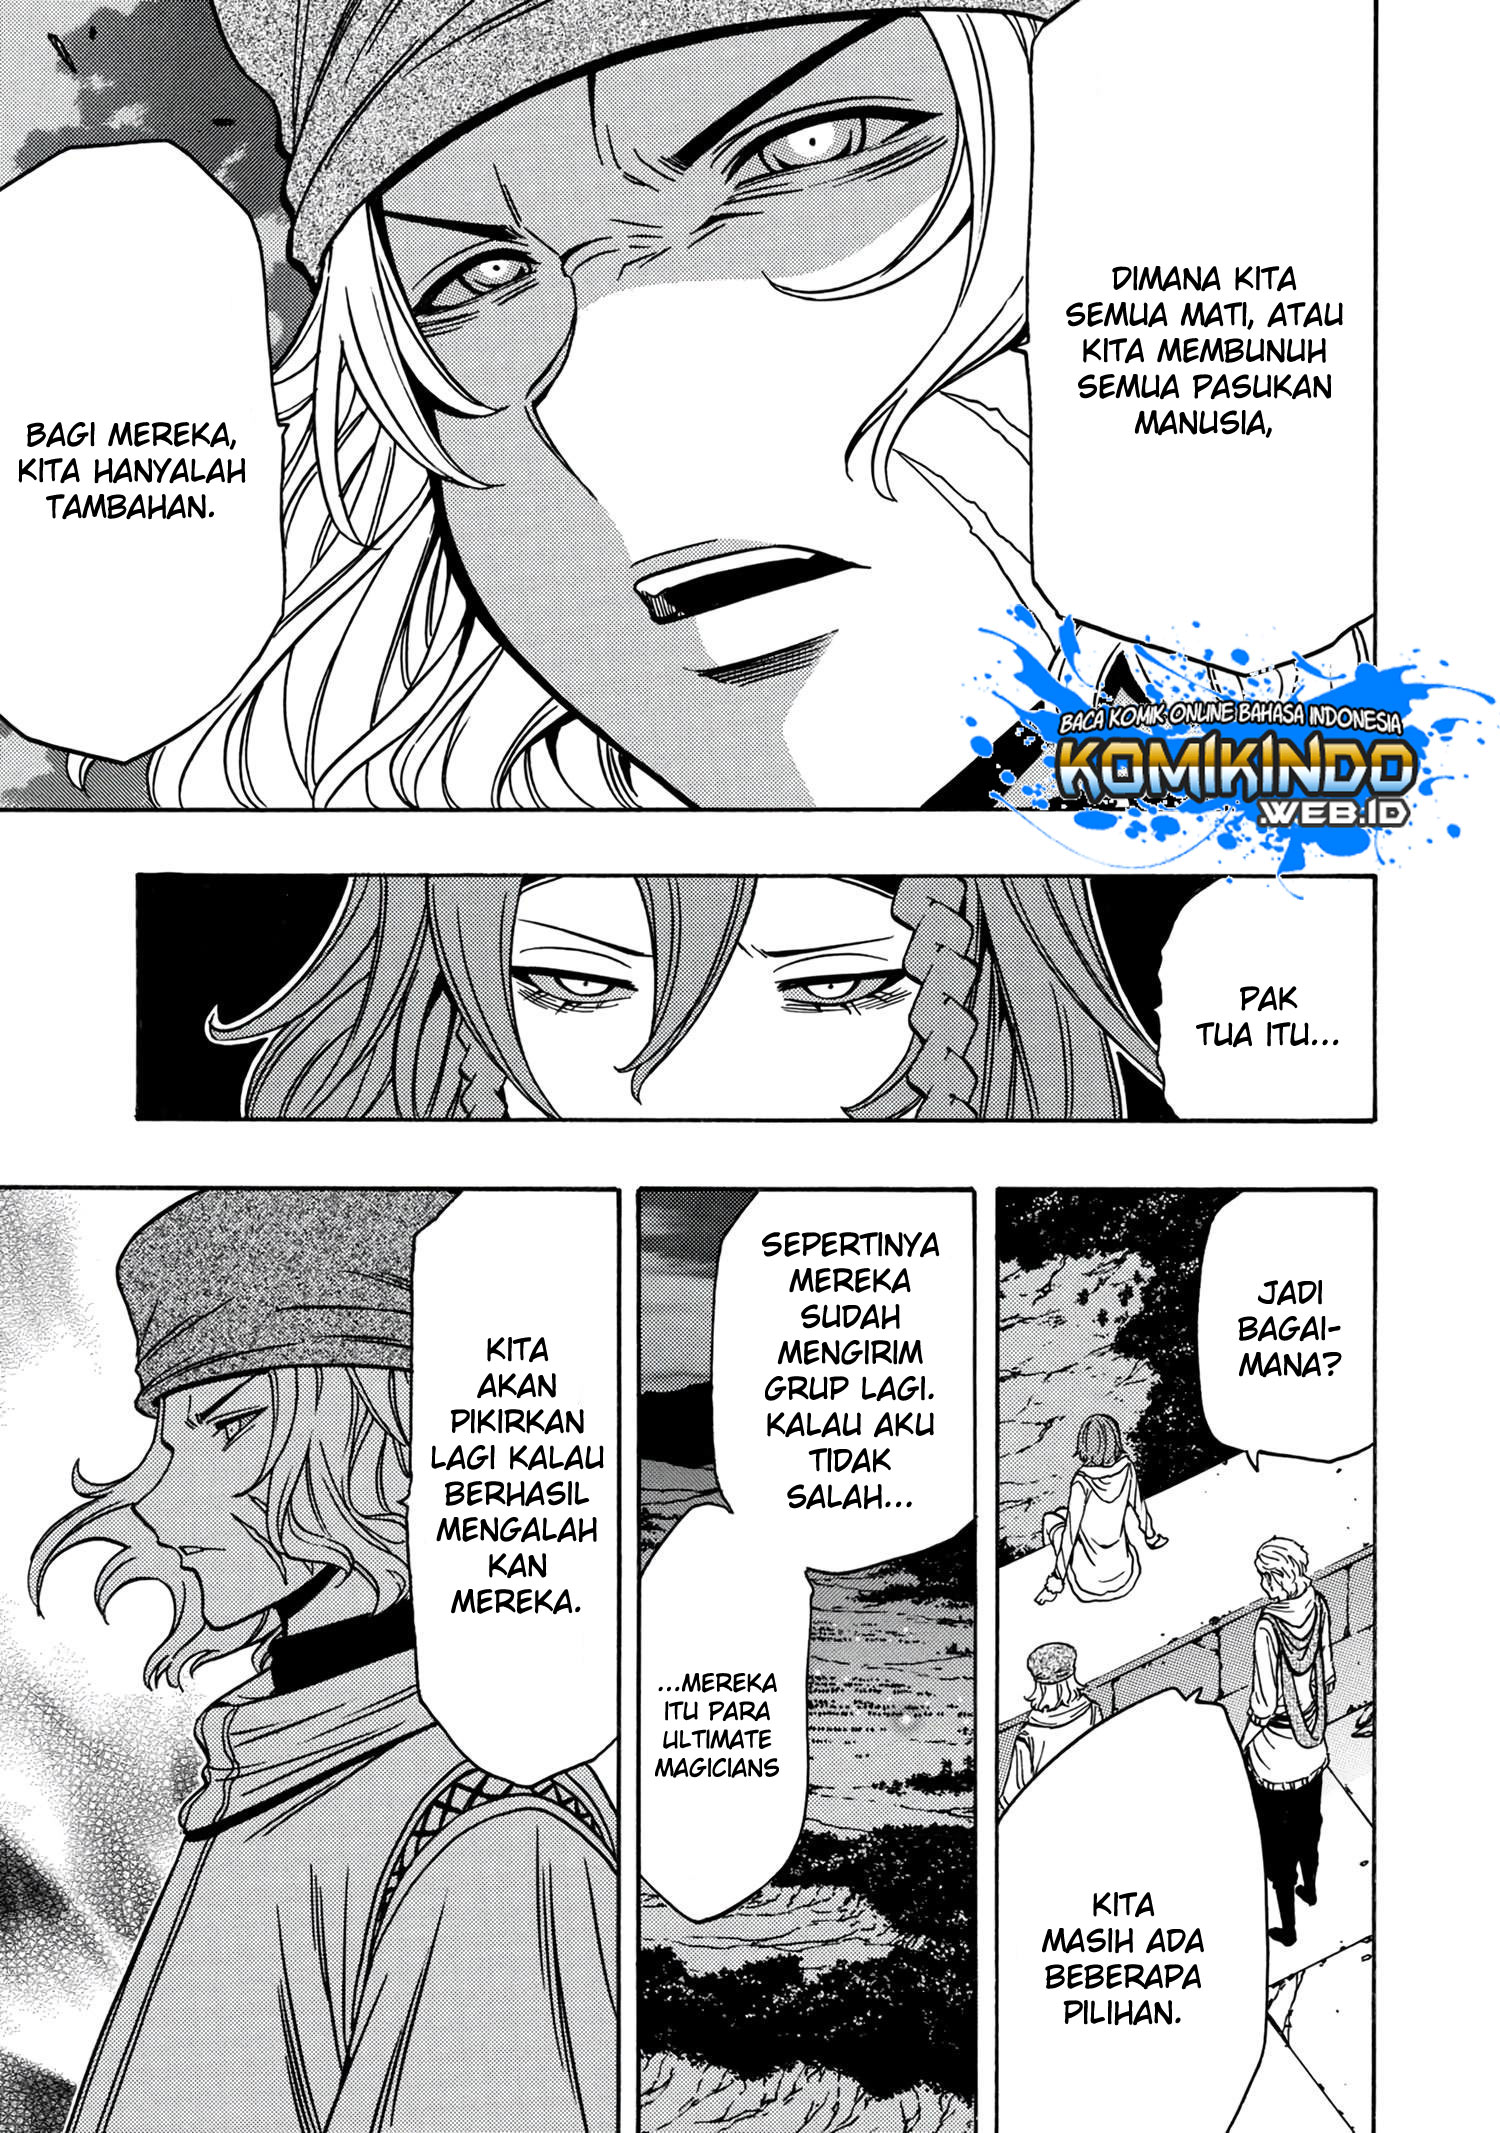 DIMANA KITA
SEMUA MATI, ATAU
KITA MEMBUNUH
SEMUA PASUKAN
MANUSIA,
BAGI MEREKA,
KITA HANYALAH
TAMBAHAN.
BACA KOMIK ONLINE BAHASA INDONESIA
KOMIKINDO
.WEB.ID
PAK
TUA ITU...
JADI
BAGAI-
MANA?
KITA
MASIH ADA
BEBERAPA
PILIHAN.
SEPERTINYA
MEREKA
SUDAH
MENGIRIM
GRUP LAGI.
KALAU AKU
TIDAK
SALAH...
...MEREKA
ITU PARA
ULTIMATE
MAGICIANS
KITA
AKAN
PIKIRKAN
LAGI KALAU
BERHASIL
MENGALAH
KAN
MEREKA.